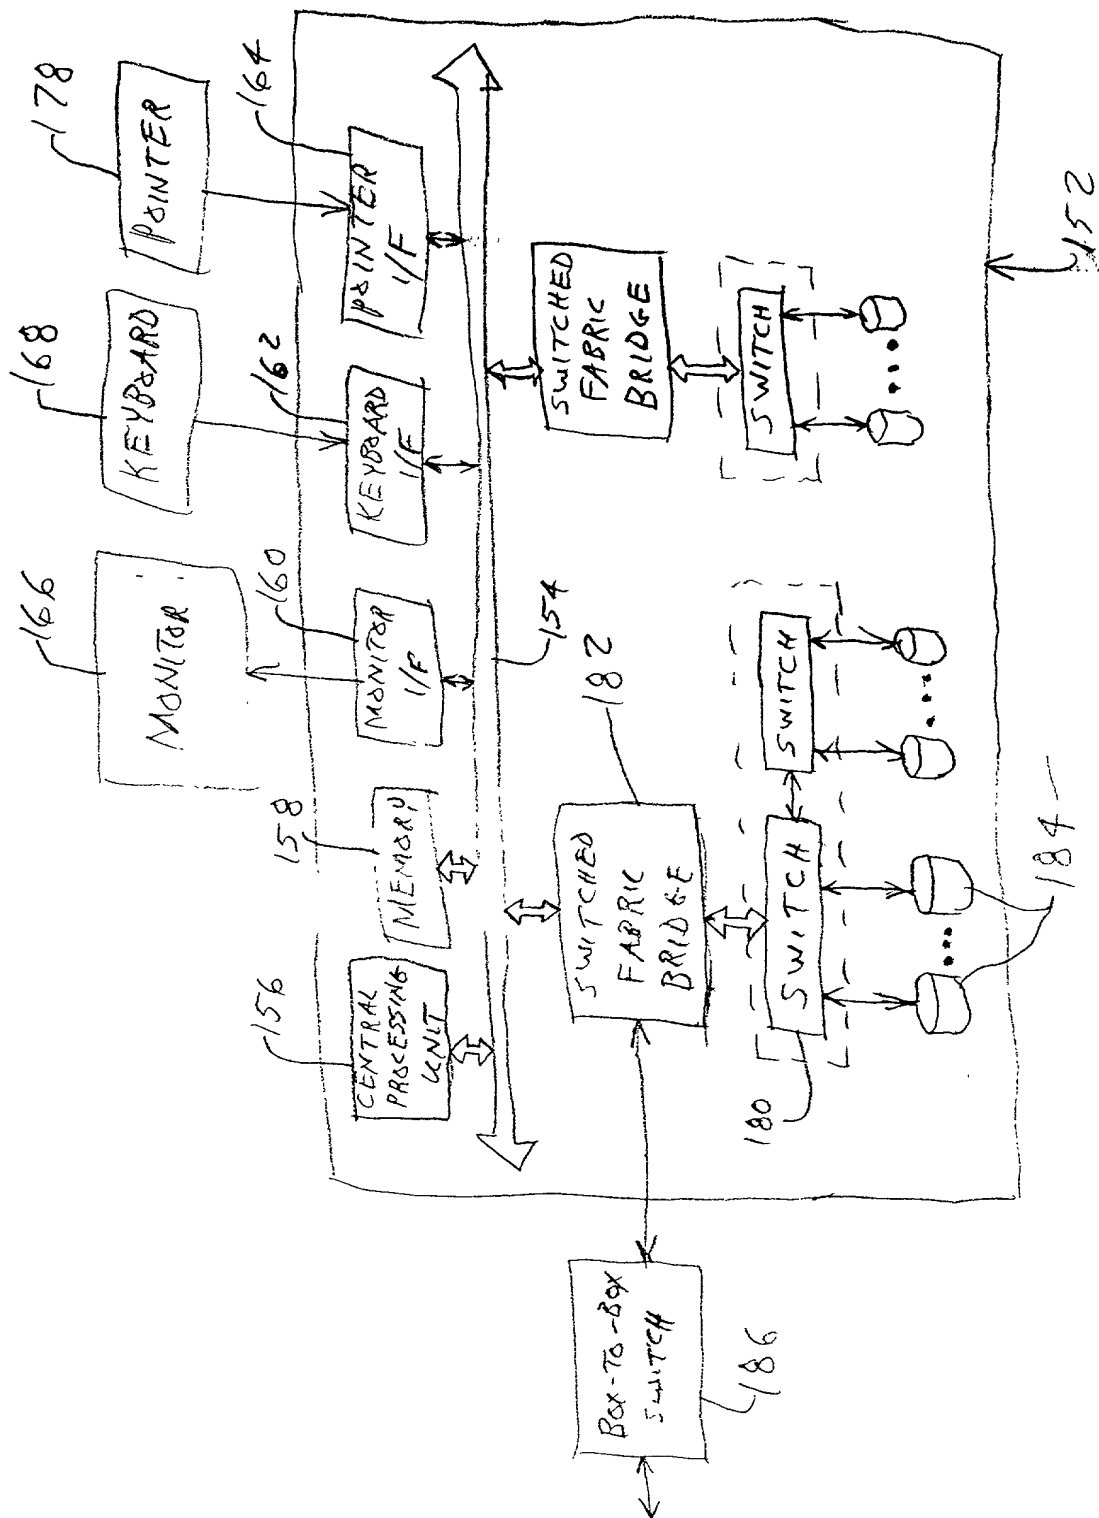 166
168
178
MONITOR
KEYBOARD
POINTER
156
158
160
162
164
CENTRAL
PROCESSING
UNIT
MEMORY
MONITOR
I/F
KEYBOARD
I/F
POINTER
I/F
154
182
BOX-TO-BOX
SWITCH
186
SWITCHED
FABRIC
BRIDGE
SWITCHED
FABRIC
BRIDGE
180
SWITCH
SWITCH
SWITCH
184
152